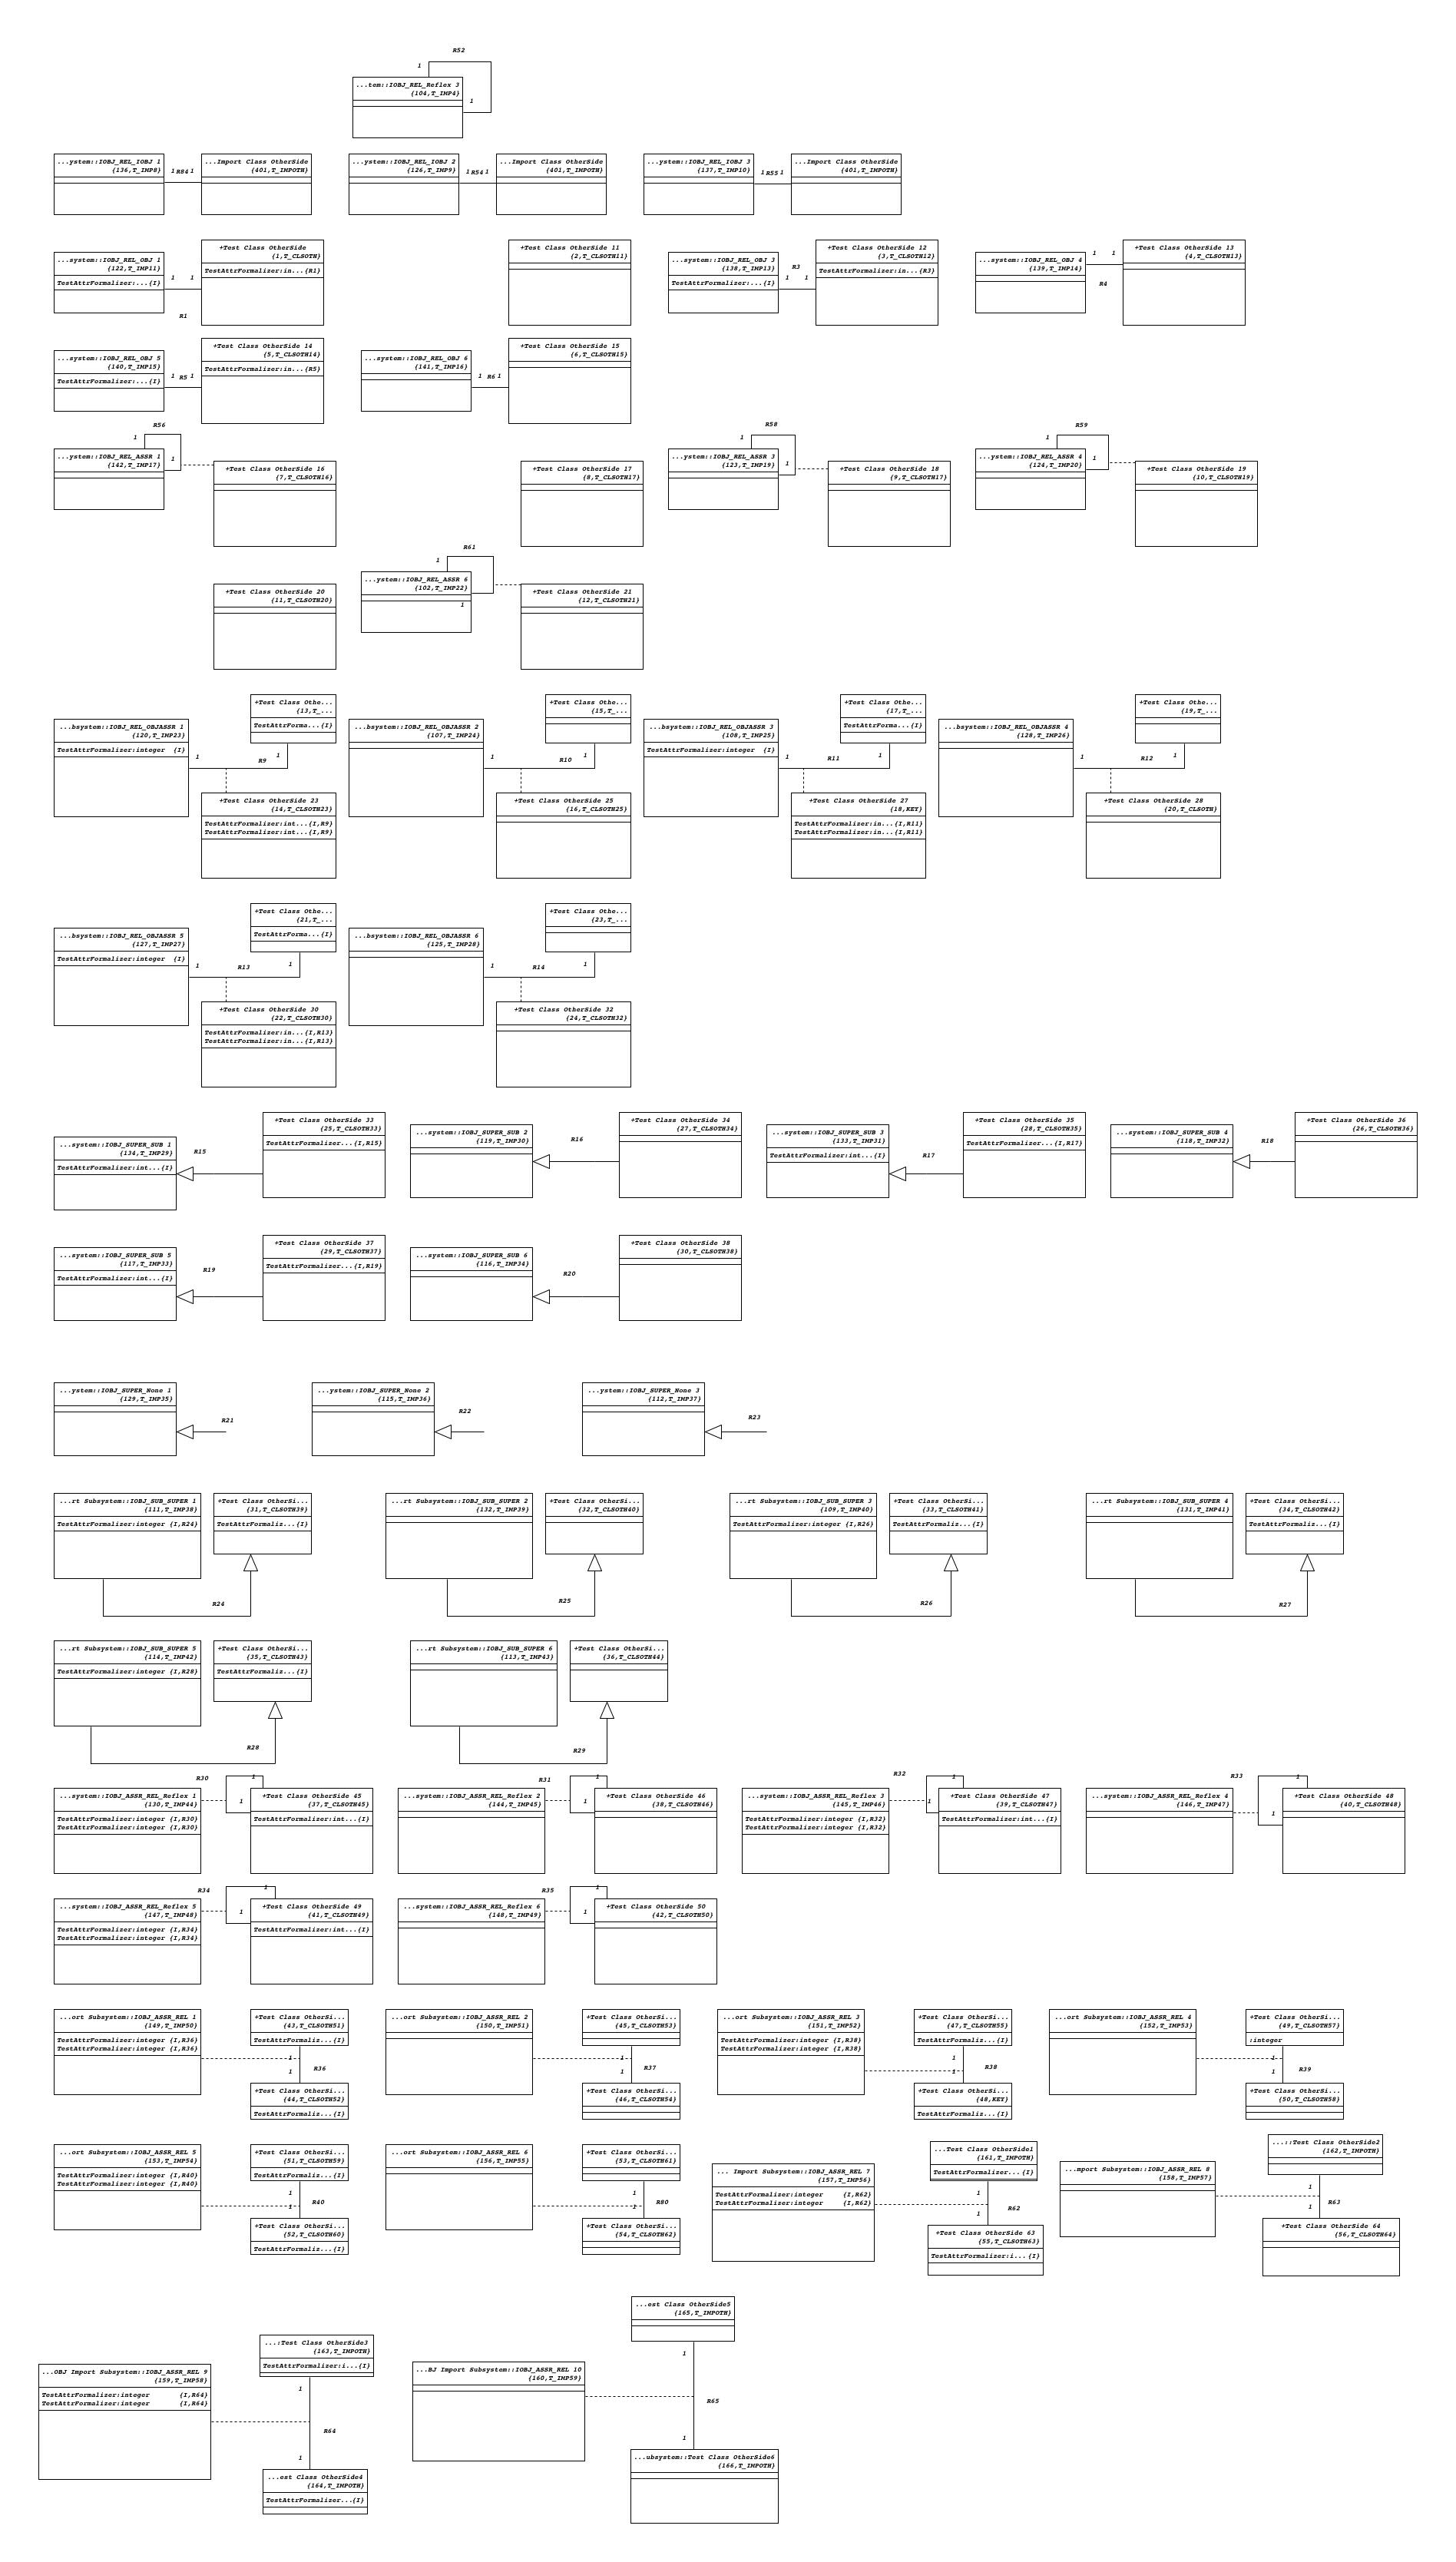 R52
1
...tem::IOBJ_REL_Reflex 3
{104,T_IMP4}
1
...ystem::IOBJ_REL_IOBJ 1
{136,T_IMP8}
1 R84 1
...Import Class OtherSide
{401,T_IMPOTH}
...ystem::IOBJ_REL_IOBJ 2
{126,T_IMP9}
1 R54 1
...Import Class OtherSide
{401,T_IMPOTH}
...ystem::IOBJ_REL_IOBJ 3
{137,T_IMP10}
1 R55 1
...Import Class OtherSide
{401,T_IMPOTH}
...system::IOBJ_REL_OBJ 1
{122,T_IMP11}
TestAttrFormalizer:...{I}
1 1
R1
+Test Class OtherSide
{1,T_CLSOTH}
TestAttrFormalizer:in...{R1}
+Test Class OtherSide 11
{2,T_CLSOTH11}
...system::IOBJ_REL_OBJ 3
{138,T_IMP13}
TestAttrFormalizer:...{I}
R3
1 1
+Test Class OtherSide 12
{3,T_CLSOTH12}
TestAttrFormalizer:in...{R3}
...system::IOBJ_REL_OBJ 4
{139,T_IMP14}
1 1
R4
+Test Class OtherSide 13
{4,T_CLSOTH13}
...system::IOBJ_REL_OBJ 5
{140,T_IMP15}
TestAttrFormalizer:...{I}
1 R5 1
+Test Class OtherSide 14
{5,T_CLSOTH14}
TestAttrFormalizer:in...{R5}
...system::IOBJ_REL_OBJ 6
{141,T_IMP16}
1 R6 1
+Test Class OtherSide 15
{6,T_CLSOTH15}
R56
1
...ystem::IOBJ_REL_ASSR 1
{142,T_IMP17}
1
+Test Class OtherSide 16
{7,T_CLSOTH16}
+Test Class OtherSide 17
{8,T_CLSOTH17}
R58
1
...ystem::IOBJ_REL_ASSR 3
{123,T_IMP19}
1
+Test Class OtherSide 18
{9,T_CLSOTH17}
R59
1
...ystem::IOBJ_REL_ASSR 4
{124,T_IMP20}
1
+Test Class OtherSide 19
{10,T_CLSOTH19}
+Test Class OtherSide 20
{11,T_CLSOTH20}
R61
1
...ystem::IOBJ_REL_ASSR 6
{102,T_IMP22}
1
+Test Class OtherSide 21
{12,T_CLSOTH21}
...bsystem::IOBJ_REL_OBJASSR 1
{120,T_IMP23}
TestAttrFormalizer:integer {I}
+Test Class Othe...
{13,T_...
TestAttrForma...{I}
1 R9 1
+Test Class OtherSide 23
{14,T_CLSOTH23}
TestAttrFormalizer:int...{I,R9}
TestAttrFormalizer:int...{I,R9}
...bsystem::IOBJ_REL_OBJASSR 2
{107,T_IMP24}
+Test Class Othe...
{15,T_...
1 R10 1
+Test Class OtherSide 25
{16,T_CLSOTH25}
...bsystem::IOBJ_REL_OBJASSR 3
{108,T_IMP25}
TestAttrFormalizer:integer {I}
+Test Class Othe...
{17,T_...
TestAttrForma...{I}
1 R11 1
+Test Class OtherSide 27
{18,KEY}
TestAttrFormalizer:in...{I,R11}
TestAttrFormalizer:in...{I,R11}
...bsystem::IOBJ_REL_OBJASSR 4
{128,T_IMP26}
+Test Class Othe...
{19,T_...
1 R12 1
+Test Class OtherSide 28
{20,T_CLSOTH}
...bsystem::IOBJ_REL_OBJASSR 5
{127,T_IMP27}
TestAttrFormalizer:integer {I}
+Test Class Othe...
{21,T_...
TestAttrForma...{I}
1 R13 1
+Test Class OtherSide 30
{22,T_CLSOTH30}
TestAttrFormalizer:in...{I,R13}
TestAttrFormalizer:in...{I,R13}
...bsystem::IOBJ_REL_OBJASSR 6
{125,T_IMP28}
+Test Class Othe...
{23,T_...
1 R14 1
+Test Class OtherSide 32
{24,T_CLSOTH32}
...system::IOBJ_SUPER_SUB 1
{134,T_IMP29}
TestAttrFormalizer:int...{I}
R15
+Test Class OtherSide 33
{25,T_CLSOTH33}
TestAttrFormalizer...{I,R15}
...system::IOBJ_SUPER_SUB 2
{119,T_IMP30}
R16
+Test Class OtherSide 34
{27,T_CLSOTH34}
...system::IOBJ_SUPER_SUB 3
{133,T_IMP31}
TestAttrFormalizer:int...{I}
R17
+Test Class OtherSide 35
{28,T_CLSOTH35}
TestAttrFormalizer...{I,R17}
...system::IOBJ_SUPER_SUB 4
{118,T_IMP32}
R18
+Test Class OtherSide 36
{26,T_CLSOTH36}
...system::IOBJ_SUPER_SUB 5
{117,T_IMP33}
TestAttrFormalizer:int...{I}
R19
+Test Class OtherSide 37
{29,T_CLSOTH37}
TestAttrFormalizer...{I,R19}
...system::IOBJ_SUPER_SUB 6
{116,T_IMP34}
R20
+Test Class OtherSide 38
{30,T_CLSOTH38}
...ystem::IOBJ_SUPER_None 1
{129,T_IMP35}
R21
...ystem::IOBJ_SUPER_None 2
{115,T_IMP36}
R22
...ystem::IOBJ_SUPER_None 3
{112,T_IMP37}
R23
...rt Subsystem::IOBJ_SUB_SUPER 1
{111,T_IMP38}
TestAttrFormalizer:integer {I,R24}
+Test Class OtherSi...
{31,T_CLSOTH39}
TestAttrFormaliz...{I}
R24
...rt Subsystem::IOBJ_SUB_SUPER 2
{132,T_IMP39}
+Test Class OtherSi...
{32,T_CLSOTH40}
R25
...rt Subsystem::IOBJ_SUB_SUPER 3
{109,T_IMP40}
TestAttrFormalizer:integer {I,R26}
+Test Class OtherSi...
{33,T_CLSOTH41}
TestAttrFormaliz...{I}
R26
...rt Subsystem::IOBJ_SUB_SUPER 4
{131,T_IMP41}
+Test Class OtherSi...
{34,T_CLSOTH42}
TestAttrFormaliz...{I}
R27
...rt Subsystem::IOBJ_SUB_SUPER 5
{114,T_IMP42}
TestAttrFormalizer:integer {I,R28}
+Test Class OtherSi...
{35,T_CLSOTH43}
TestAttrFormaliz...{I}
R28
...rt Subsystem::IOBJ_SUB_SUPER 6
{113,T_IMP43}
+Test Class OtherSi...
{36,T_CLSOTH44}
R29
R30
1
...system::IOBJ_ASSR_REL_Reflex 1
{130,T_IMP44}
TestAttrFormalizer:integer {I,R30}
TestAttrFormalizer:integer {I,R30}
1
+Test Class OtherSide 45
{37,T_CLSOTH45}
TestAttrFormalizer:int...{I}
R31
1
...system::IOBJ_ASSR_REL_Reflex 2
{144,T_IMP45}
1
+Test Class OtherSide 46
{38,T_CLSOTH46}
R32
1
...system::IOBJ_ASSR_REL_Reflex 3
{145,T_IMP46}
TestAttrFormalizer:integer {I,R32}
TestAttrFormalizer:integer {I,R32}
1
+Test Class OtherSide 47
{39,T_CLSOTH47}
TestAttrFormalizer:int...{I}
R33
1
...system::IOBJ_ASSR_REL_Reflex 4
{146,T_IMP47}
1
+Test Class OtherSide 48
{40,T_CLSOTH48}
R34
1
...system::IOBJ_ASSR_REL_Reflex 5
{147,T_IMP48}
TestAttrFormalizer:integer {I,R34}
TestAttrFormalizer:integer {I,R34}
1
+Test Class OtherSide 49
{41,T_CLSOTH49}
TestAttrFormalizer:int...{I}
R35
1
...system::IOBJ_ASSR_REL_Reflex 6
{148,T_IMP49}
1
+Test Class OtherSide 50
{42,T_CLSOTH50}
...ort Subsystem::IOBJ_ASSR_REL 1
{149,T_IMP50}
TestAttrFormalizer:integer {I,R36}
TestAttrFormalizer:integer {I,R36}
+Test Class OtherSi...
{43,T_CLSOTH51}
TestAttrFormaliz...{I}
1
1
R36
+Test Class OtherSi...
{44,T_CLSOTH52}
TestAttrFormaliz...{I}
...ort Subsystem::IOBJ_ASSR_REL 2
{150,T_IMP51}
+Test Class OtherSi...
{45,T_CLSOTH53}
1
1
R37
+Test Class OtherSi...
{46,T_CLSOTH54}
...ort Subsystem::IOBJ_ASSR_REL 3
{151,T_IMP52}
TestAttrFormalizer:integer {I,R38}
TestAttrFormalizer:integer {I,R38}
+Test Class OtherSi...
{47,T_CLSOTH55}
TestAttrFormaliz...{I}
1
1
R38
+Test Class OtherSi...
{48,KEY}
TestAttrFormaliz...{I}
...ort Subsystem::IOBJ_ASSR_REL 4
{152,T_IMP53}
+Test Class OtherSi...
{49,T_CLSOTH57}
:integer
1
1
R39
+Test Class OtherSi...
{50,T_CLSOTH58}
...ort Subsystem::IOBJ_ASSR_REL 5
{153,T_IMP54}
TestAttrFormalizer:integer {I,R40}
TestAttrFormalizer:integer {I,R40}
+Test Class OtherSi...
{51,T_CLSOTH59}
TestAttrFormaliz...{I}
1
1
R40
+Test Class OtherSi...
{52,T_CLSOTH60}
TestAttrFormaliz...{I}
...ort Subsystem::IOBJ_ASSR_REL 6
{156,T_IMP55}
+Test Class OtherSi...
{53,T_CLSOTH61}
1
1
R80
+Test Class OtherSi...
{54,T_CLSOTH62}
... Import Subsystem::IOBJ_ASSR_REL 7
{157,T_IMP56}
TestAttrFormalizer:integer {I,R62}
TestAttrFormalizer:integer {I,R62}
...Test Class OtherSide1
{161,T_IMPOTH}
TestAttrFormalizer...{I}
1
1
R62
+Test Class OtherSide 63
{55,T_CLSOTH63}
TestAttrFormalizer:i...{I}
...mport Subsystem::IOBJ_ASSR_REL 8
{158,T_IMP57}
...::Test Class OtherSide2
{162,T_IMPOTH}
1
1
R63
+Test Class OtherSide 64
{56,T_CLSOTH64}
...OBJ Import Subsystem::IOBJ_ASSR_REL 9
{159,T_IMP58}
TestAttrFormalizer:integer {I,R64}
TestAttrFormalizer:integer {I,R64}
...:Test Class OtherSide3
{163,T_IMPOTH}
TestAttrFormalizer:i...{I}
1
R64
1
...est Class OtherSide4
{164,T_IMPOTH}
TestAttrFormalizer...{I}
...BJ Import Subsystem::IOBJ_ASSR_REL 10
{160,T_IMP59}
...est Class OtherSide5
{165,T_IMPOTH}
1
R65
1
...ubsystem::Test Class OtherSide6
{166,T_IMPOTH}